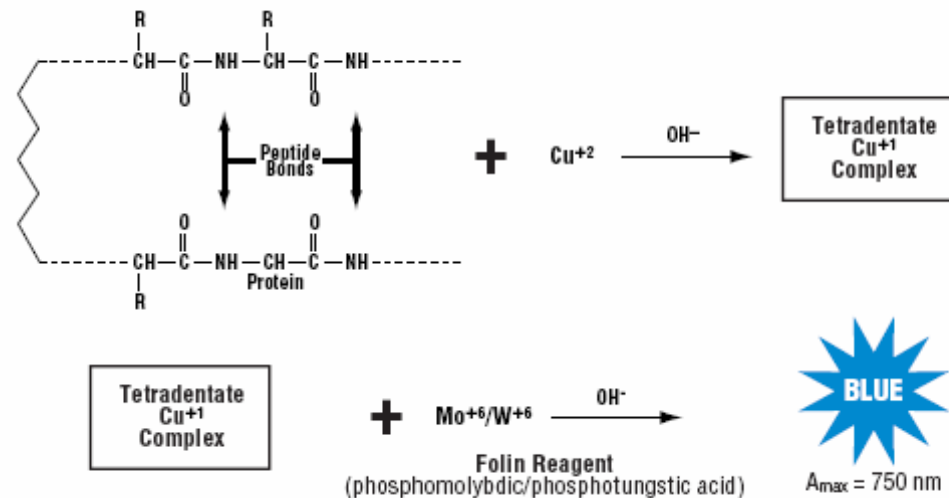 R R
CH—C—NH—CH—C—NH
O O
Peptide
Bonds
+ Cu+2 OH– Tetradentate
Cu+1
Complex
O O
CH—C—NH—CH—C—NH
R
Protein
Tetradentate
Cu+1
Complex
+ Mo+6/W+6 OH-
Folin Reagent
(phosphomolybdic/phosphotungstic acid)
BLUE
Amax = 750 nm